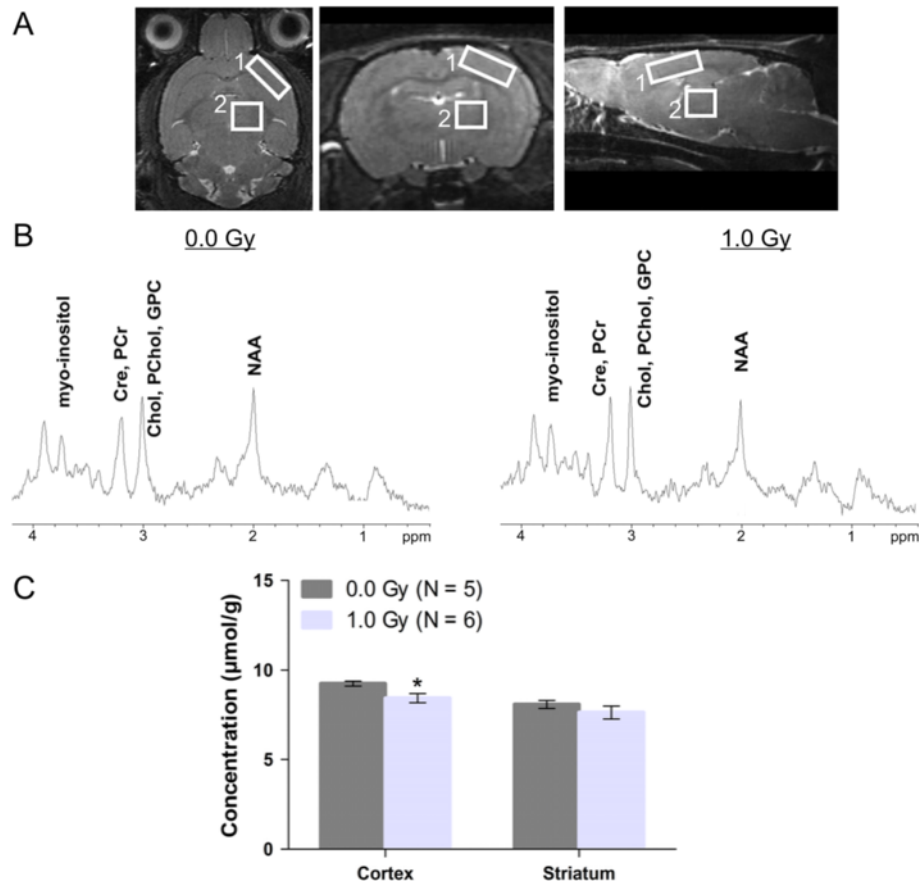 A
1
2
1
2
1
2
B
0.0 Gy
1.0 Gy
myo-inositol
Cre, PCr
Chol, PChol, GPC
NAA
myo-inositol
Cre, PCr
Chol, PChol, GPC
NAA
4 3 2 1 ppm
4 3 2 1 ppm
C
0.0 Gy (N = 5)
1.0 Gy (N = 6)
Concentration (μmol/g)
15
10
5
0
*
Cortex Striatum